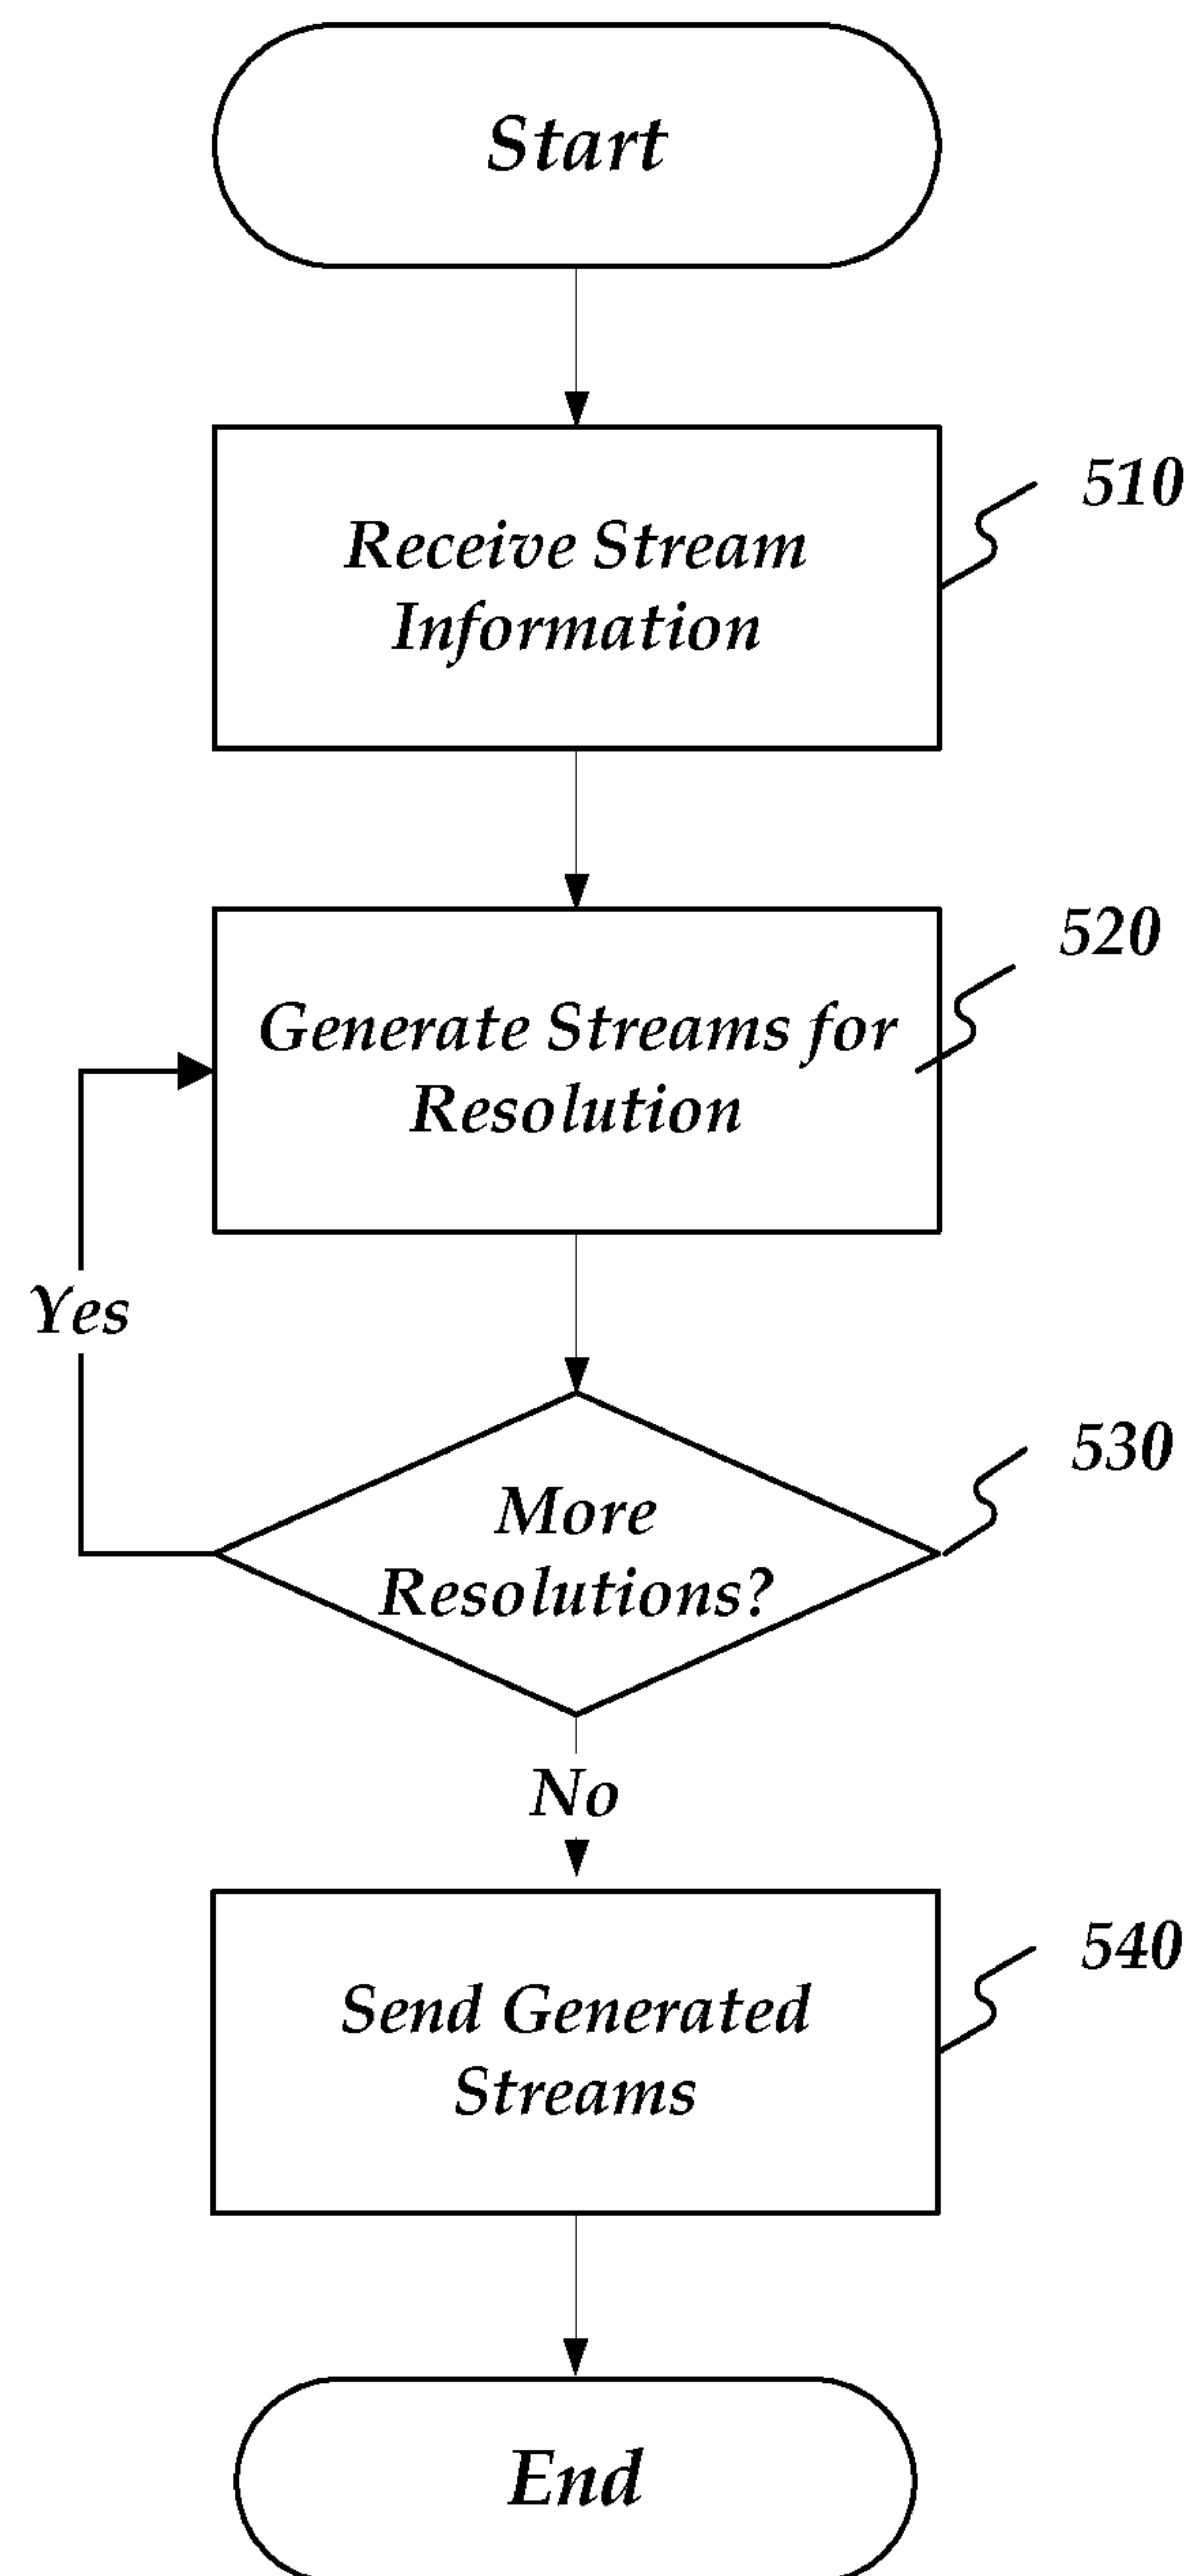 Start
Receive Stream
Information
510
Generate Streams for
Resolution
520
Yes
More
Resolutions?
530
No
Send Generated
Streams
540
End